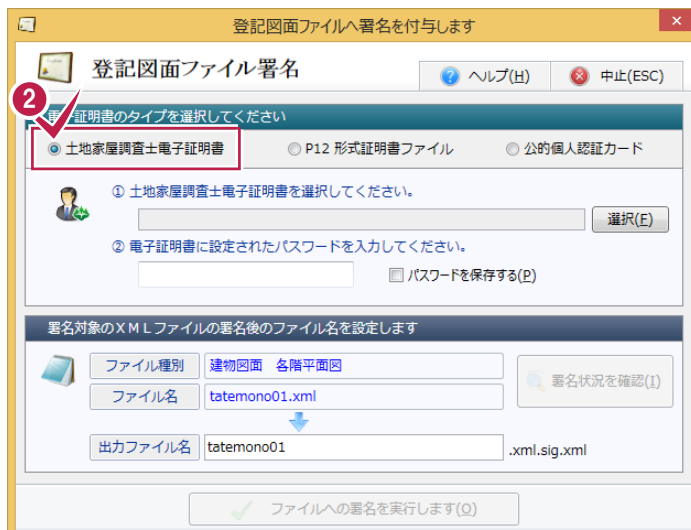 登記図面ファイルへ署名を付与します
登記図面ファイル署名
ヘルプ(H)
中止(ESC)
2
電子証明書のタイプを選択してください
土地家屋調査士電子証明書
P12 形式証明書ファイル
公的個人認証カード
① 土地家屋調査士電子証明書を選択してください。
選択(F)
② 電子証明書に設定されたパスワードを入力してください。
パスワードを保存する(P)
署名対象のXMLファイルの署名後のファイル名を設定します
ファイル種別
建物図面 各階平面図
ファイル名
tatemono01.xml
署名状況を確認(I)
出力ファイル名
tatemono01
.xml.sig.xml
ファイルへの署名を実行します(O)